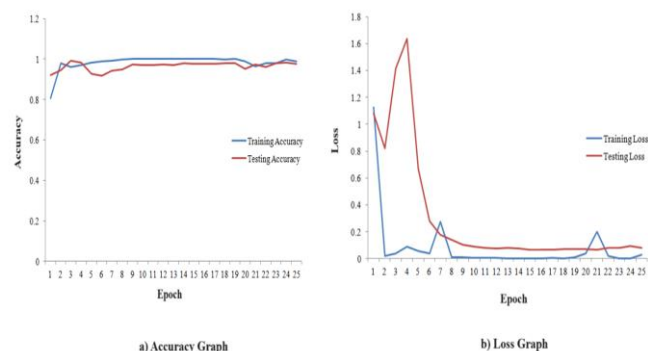 1.2
1
0.8
0.6
0.4
0.2
0
Accuracy
Training Accuracy
Testing Accuracy
1 2 3 4 5 6 7 8 9 10 11 12 13 14 15 16 17 18 19 20 21 22 23 24 25
Epoch
a) Accuracy Graph
1.8
1.6
1.4
1.2
1
0.8
0.6
0.4
0.2
0
Loss
Training Loss
Testing Loss
1 2 3 4 5 6 7 8 9 10 11 12 13 14 15 16 17 18 19 20 21 22 23 24 25
Epoch
b) Loss Graph